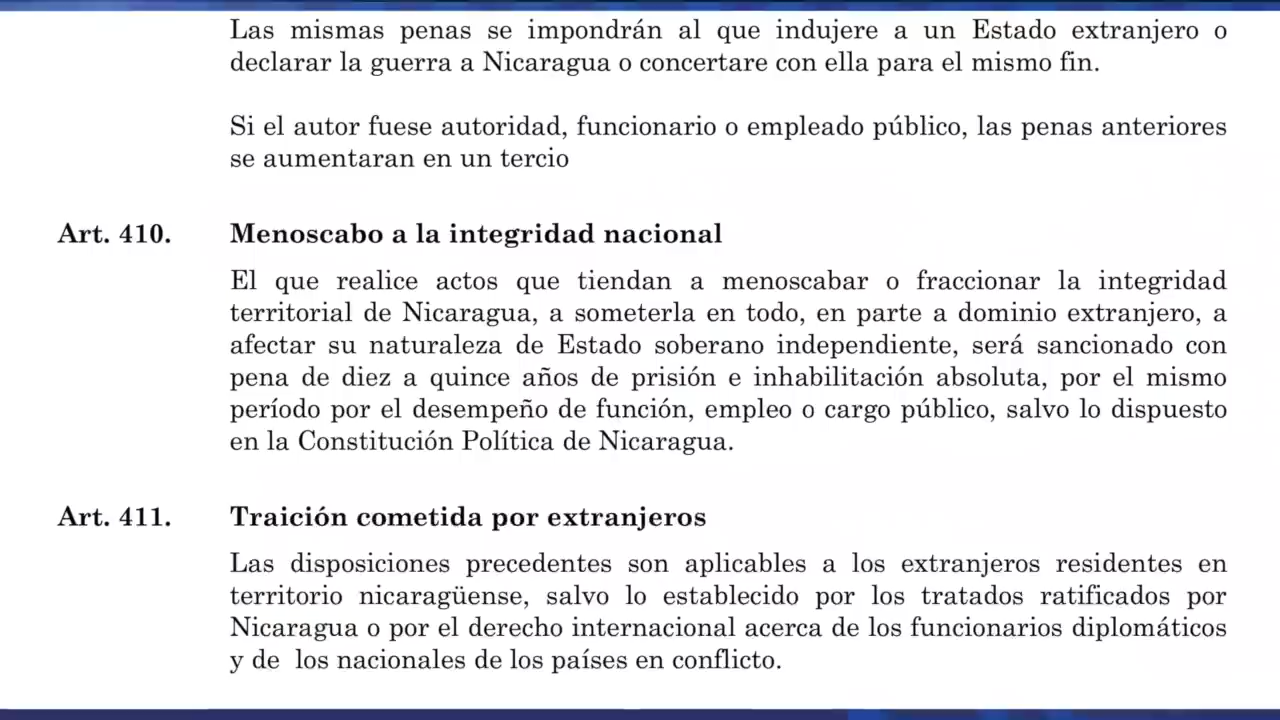 Las mismas penas se impondrán al que indujere a un Estado extranjero o
declarar la guerra a Nicaragua o concertare con ella para el mismo fin.
Si el autor fuese autoridad, funcionario o empleado público, las penas anteriores
se aumentaran en un tercio
Art. 410. Menoscabo a la integridad nacional
El que realice actos que tiendan a menoscabar o fraccionar la integridad
territorial de Nicaragua, a someterla en todo, en parte a dominio extranjero, a
afectar su naturaleza de Estado soberano independiente, será sancionado con
pena de diez a quince años de prisión e inhabilitación absoluta, por el mismo
período por el desempeño de función, empleo o cargo público, salvo lo dispuesto
en la Constitución Política de Nicaragua.
Art. 411. Traición cometida por extranjeros
Las disposiciones precedentes son aplicables a los extranjeros residentes en
territorio nicaragüense, salvo lo establecido por los tratados ratificados por
Nicaragua o por el derecho internacional acerca de los funcionarios diplomáticos
y de los nacionales de los países en conflicto.